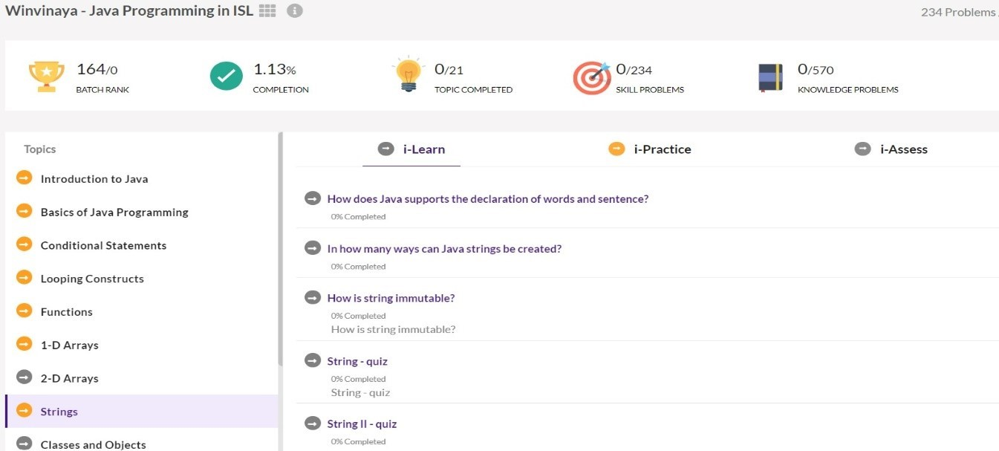 Winvinaya - Java Programming in ISL
234 Problems
164/0
BATCH RANK
1.13%
COMPLETION
0/21
TOPIC COMPLETED
0/234
SKILL PROBLEMS
0/570
KNOWLEDGE PROBLEMS
Topics
Introduction to Java
Basics of Java Programming
Conditional Statements
Looping Constructs
Functions
1-D Arrays
2-D Arrays
Strings
Classes and Objects
i-Learn
i-Practice
i-Assess
How does Java supports the declaration of words and sentence?
0% Completed
In how many ways can Java strings be created?
0% Completed
How is string immutable?
0% Completed
How is string immutable?
String - quiz
0% Completed
String - quiz
String II - quiz
0% Completed